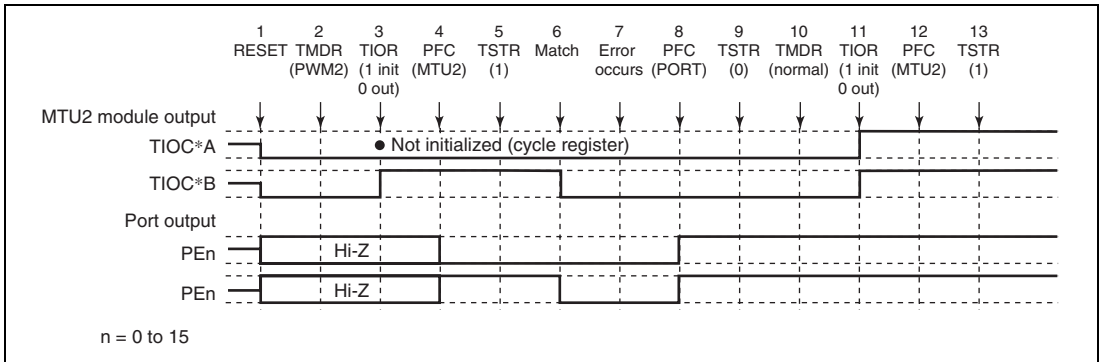 1 2 3 4 5 6 7 8 9 10 11 12 13
RESET TMDR TIOR PFC TSTR Match Error PFC TSTR TMDR TIOR PFC TSTR
(PWM2) (1 init (MTU2) (1) occurs (PORT) (0) (normal) (1 init (MTU2) (1)
0 out) 0 out)
MTU2 module output
TIOC*A
● Not initialized (cycle register)
TIOC*B
Port output
PEn Hi-Z
PEn Hi-Z
n = 0 to 15